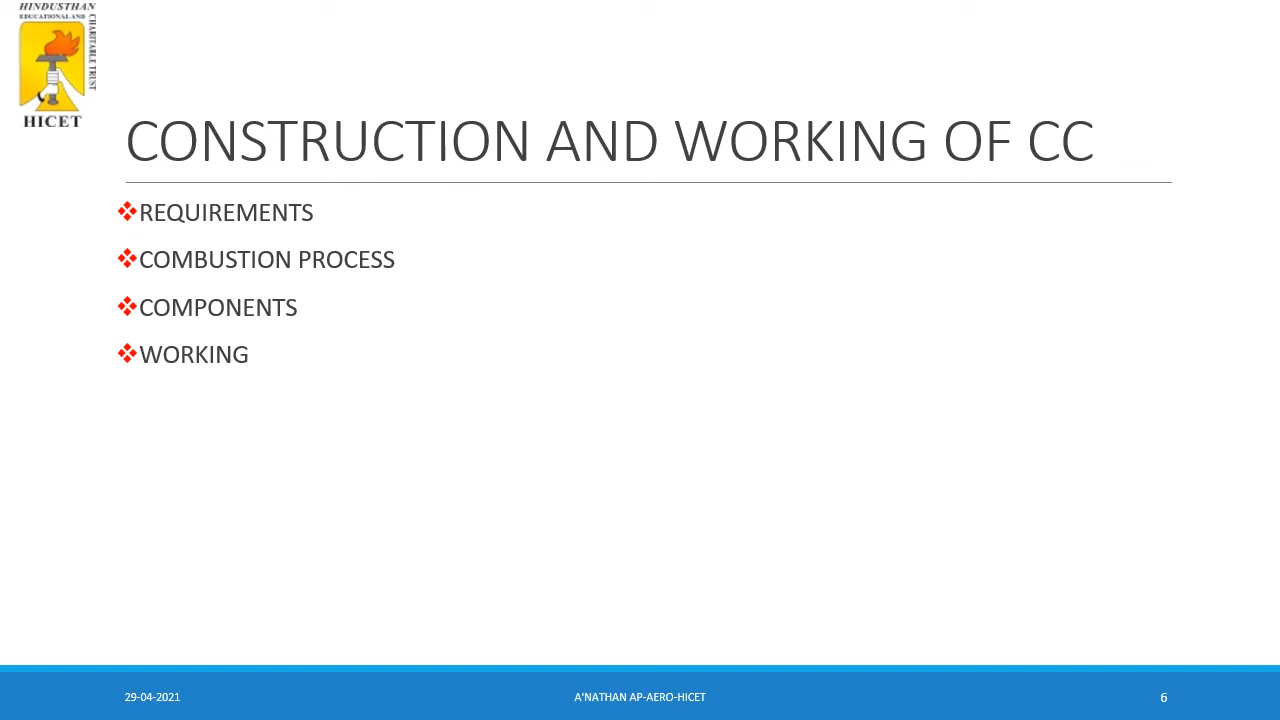 HINDUSTHAN
EDUCATIONAL AND
CHARITABLE TRUST
HICET
CONSTRUCTION AND WORKING OF CC
REQUIREMENTS
COMBUSTION PROCESS
COMPONENTS
WORKING
29-04-2021
A'NATHAN AP-AERO-HICET
6